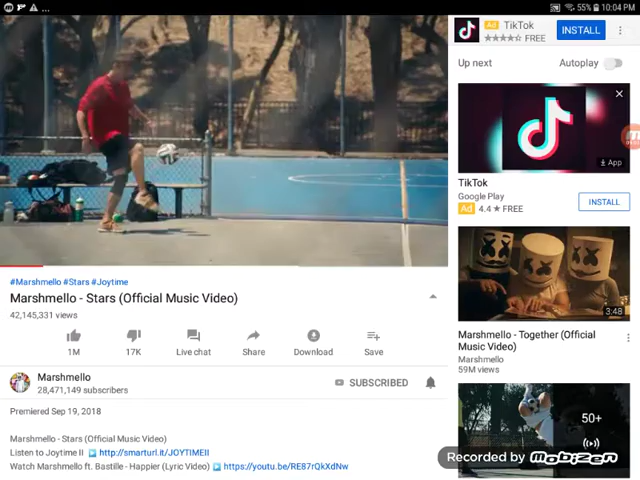 55% 10:04 PM
Ad TikTok
FREE
INSTALL
Up next
Autoplay
App
TikTok
Google Play
Ad 4.4 ★ FREE
INSTALL
3:48
Marshmello - Together (Official
Music Video)
Marshmello
59M views
50+
Recorded by Mobizen
#Marshmello #Stars #Joytime
Marshmello - Stars (Official Music Video)
42,145,331 views
1M
17K
Live chat
Share
Download
Save
Marshmello
28,471,149 subscribers
SUBSCRIBED
Premiered Sep 19, 2018
Marshmello - Stars (Official Music Video)
Listen to Joytime II http://smarturl.it/JOYTIMEII
Watch Marshmello ft. Bastille - Happier (Lyric Video) https://youtu.be/RE87rQkXdNw